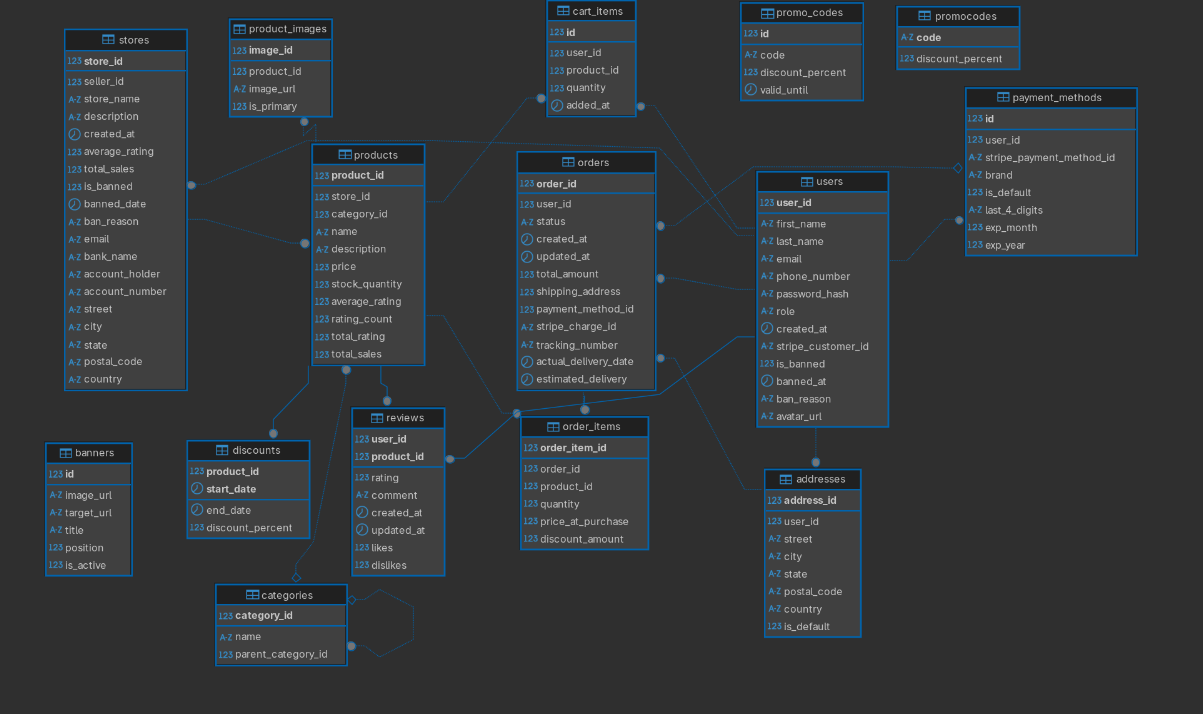 stores
123 store_id
123 seller_id
A-Z store_name
A-Z description
created_at
123 average_rating
123 total_sales
123 is_banned
banned_date
A-Z ban_reason
A-Z email
A-Z bank_name
A-Z account_holder
A-Z account_number
A-Z street
A-Z city
A-Z state
A-Z postal_code
A-Z country
product_images
123 image_id
123 product_id
A-Z image_url
123 is_primary
cart_items
123 id
123 user_id
123 product_id
123 quantity
added_at
promo_codes
123 id
A-Z code
123 discount_percent
valid_until
promocodes
A-Z code
123 discount_percent
payment_methods
123 id
123 user_id
A-Z stripe_payment_method_id
A-Z brand
123 is_default
A-Z last_4_digits
123 exp_month
123 exp_year
products
123 product_id
123 store_id
123 category_id
A-Z name
A-Z description
123 price
123 stock_quantity
123 average_rating
123 rating_count
123 total_rating
123 total_sales
orders
123 order_id
123 user_id
A-Z status
created_at
updated_at
123 total_amount
123 shipping_address
123 payment_method_id
A-Z stripe_charge_id
A-Z tracking_number
actual_delivery_date
estimated_delivery
users
123 user_id
A-Z first_name
A-Z last_name
A-Z email
A-Z phone_number
A-Z password_hash
A-Z role
created_at
A-Z stripe_customer_id
123 is_banned
banned_at
A-Z ban_reason
A-Z avatar_url
banners
123 id
A-Z image_url
A-Z target_url
A-Z title
123 position
123 is_active
discounts
123 product_id
start_date
end_date
123 discount_percent
reviews
123 user_id
123 product_id
123 rating
A-Z comment
created_at
updated_at
123 likes
123 dislikes
order_items
123 order_item_id
123 order_id
123 product_id
123 quantity
123 price_at_purchase
123 discount_amount
addresses
123 address_id
123 user_id
A-Z street
A-Z city
A-Z state
A-Z postal_code
A-Z country
123 is_default
categories
123 category_id
A-Z name
123 parent_category_id